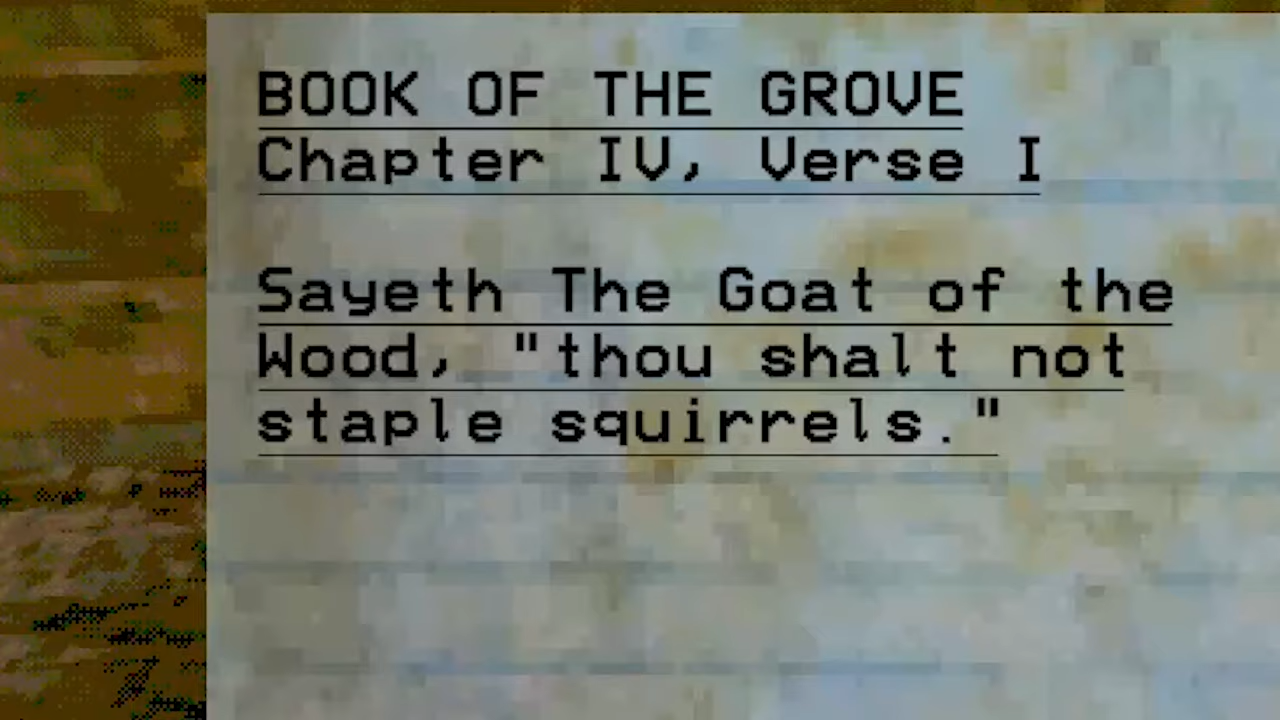 BOOK OF THE GROVE
Chapter IV, Verse I
Sayeth The Goat of the
Wood, "thou shalt not
staple squirrels."